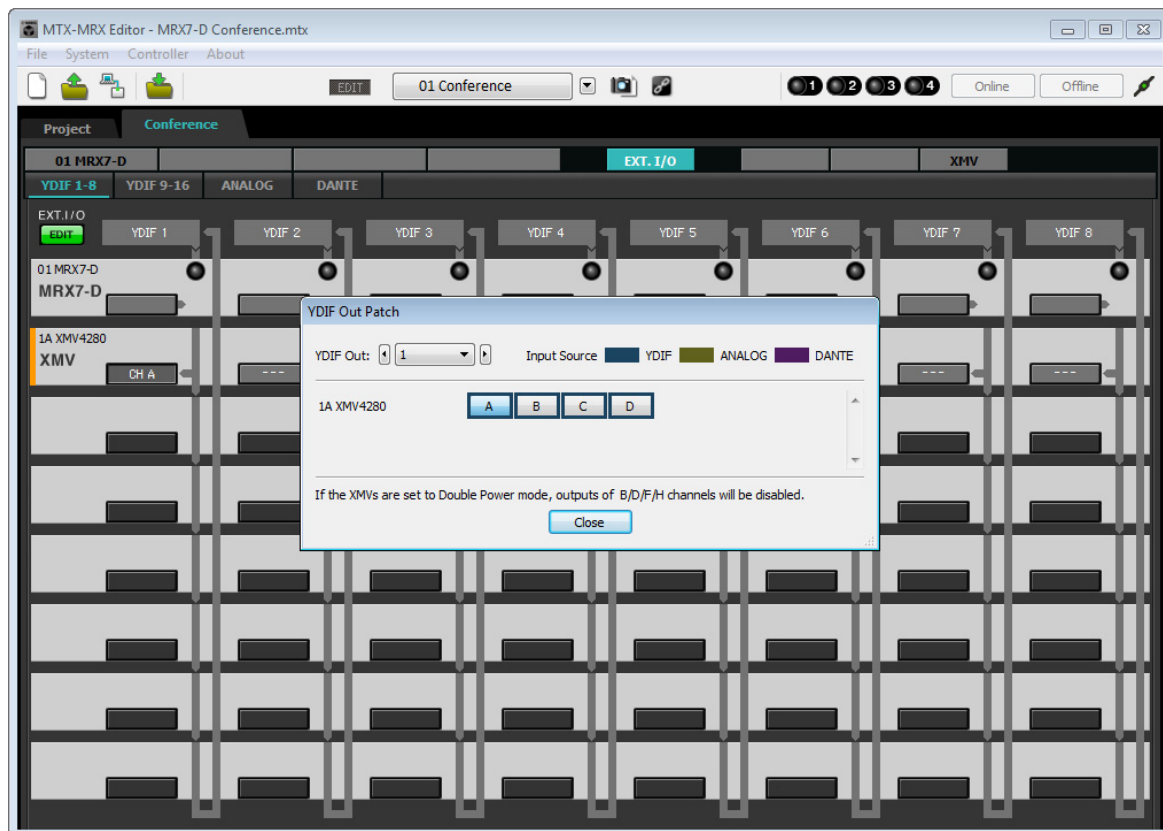 MTX-MRX Editor - MRX7-D Conference.mtx
File System Controller About
EDIT 01 Conference 1 2 3 4 Online Offline
Project Conference
01 MRX7-D EXT. I/O XMV
YDIF 1-8 YDIF 9-16 ANALOG DANTE
EXT.I/O
EDIT YDIF 1 YDIF 2 YDIF 3 YDIF 4 YDIF 5 YDIF 6 YDIF 7 YDIF 8
01 MRX7-D
MRX7-D
YDIF Out Patch
1A XMV4280
XMV
CH A --- --- ---
YDIF Out: 1 Input Source YDIF ANALOG DANTE
1A XMV4280 A B C D
If the XMVs are set to Double Power mode, outputs of B/D/F/H channels will be disabled.
Close